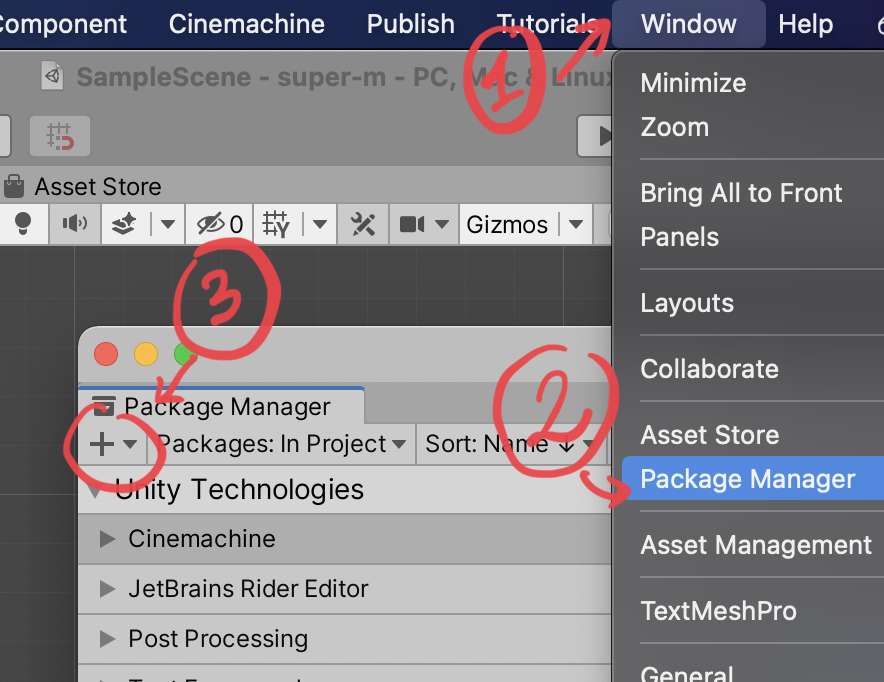 Component Cinemachine Publish Tutorials Window Help
1
SampleScene - super-m - PC, Mac & Linux
Minimize
Zoom
Bring All to Front
Panels
Layouts
Collaborate
Asset Store
Package Manager
Asset Management
TextMeshPro
General
Asset Store
0
Gizmos
3
2
Package Manager
Packages: In Project Sort: Name ↓
Unity Technologies
Cinemachine
JetBrains Rider Editor
Post Processing